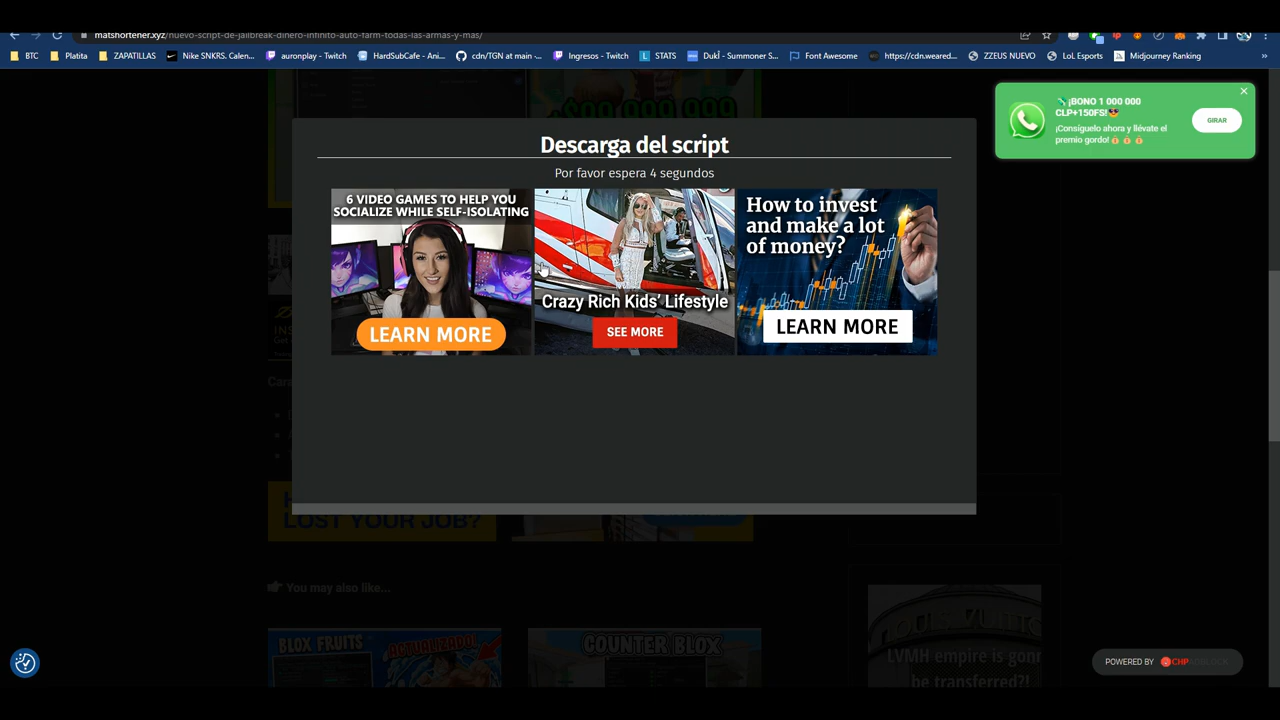 matshortener.xyz/nuevo-script-de-jailbreak-dinero-infinito-auto-farm-todas-las-armas-y-mas/
BTC
Platita
ZAPATILLAS
Nike SNKRS. Calen...
auronplay - Twitch
HardSubCafe - Ani...
cdn/TGN at main -...
Ingresos - Twitch
STATS
Dukî - Summoner S...
Font Awesome
https://cdn.weared...
ZZEUS NUEVO
LoL Esports
Midjourney Ranking
»
¡BONO 1 000 000
CLP+150FS!
¡Consíguelo ahora y llévate el
premio gordo!
GIRAR
Descarga del script
Por favor espera 4 segundos
6 VIDEO GAMES TO HELP YOU
SOCIALIZE WHILE SELF-ISOLATING
LEARN MORE
Crazy Rich Kids' Lifestyle
SEE MORE
How to invest
and make a lot
of money?
LEARN MORE
LOST YOUR JOB?
You may also like...
BLOX FRUITS
¡ACTUALIZADO!
COUNTER BLOX
LVMH empire is gonn
be transferred?!
POWERED BY
CHP ADBLOCK